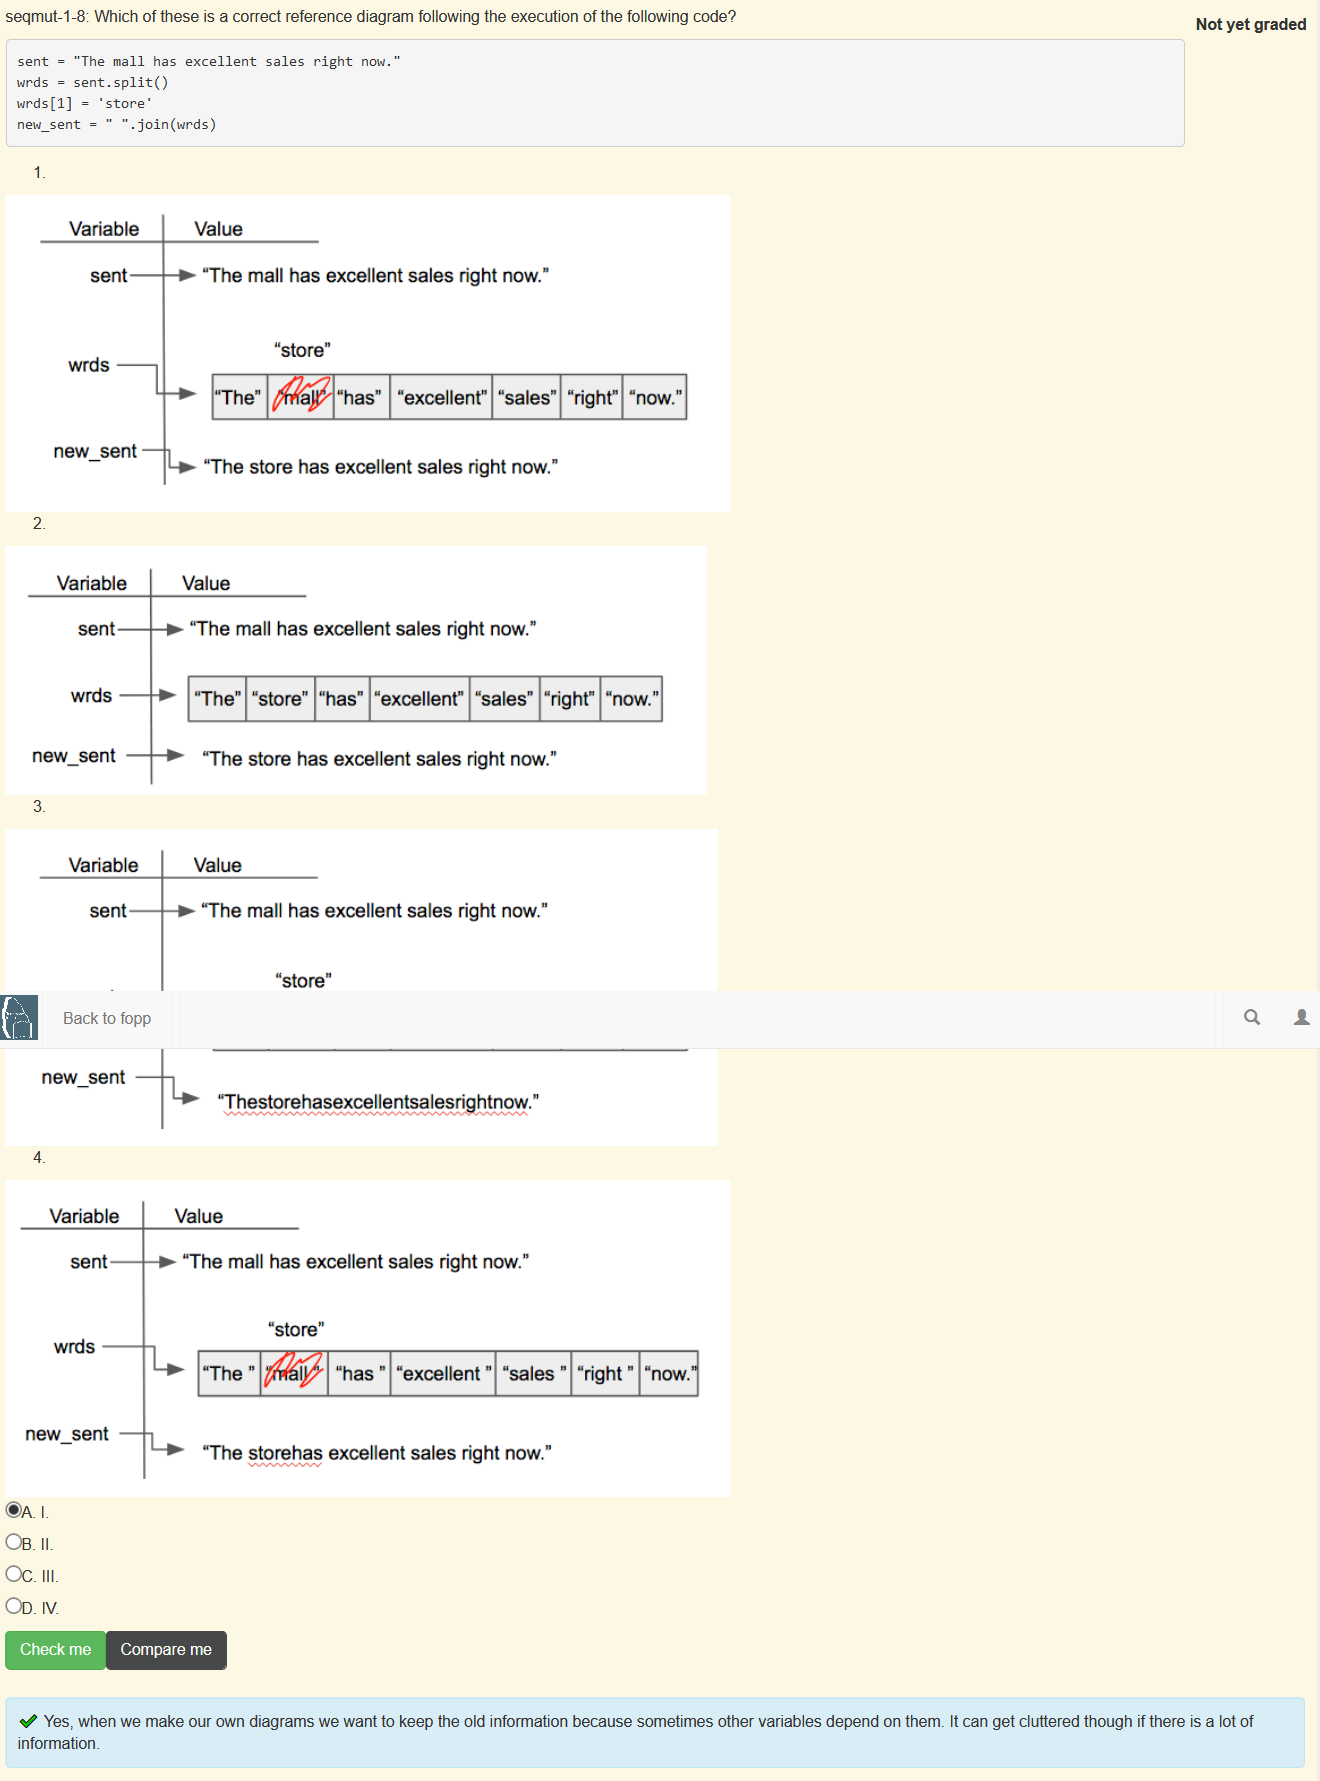 seqmut-1-8: Which of these is a correct reference diagram following the execution of the following code?
Not yet graded
sent = "The mall has excellent sales right now."
wrds = sent.split()
wrds[1] = 'store'
new_sent = " ".join(wrds)
1.
Variable Value
sent “The mall has excellent sales right now.”
“store”
wrds
“The” “mall” “has” “excellent” “sales” “right” “now.”
new_sent
“The store has excellent sales right now.”
2.
Variable Value
sent “The mall has excellent sales right now.”
wrds “The” “store” “has” “excellent” “sales” “right” “now.”
new_sent “The store has excellent sales right now.”
3.
Variable Value
sent “The mall has excellent sales right now.”
“store”
Back to fopp
new_sent
“Thestorehasexcellentsalesrightnow.”
4.
Variable Value
sent “The mall has excellent sales right now.”
“store”
wrds
“The ” “mall ” “has ” “excellent ” “sales ” “right ” “now.”
new_sent
“The storehas excellent sales right now.”
A. I.
B. II.
C. III.
D. IV.
Check me Compare me
Yes, when we make our own diagrams we want to keep the old information because sometimes other variables depend on them. It can get cluttered though if there is a lot of
information.